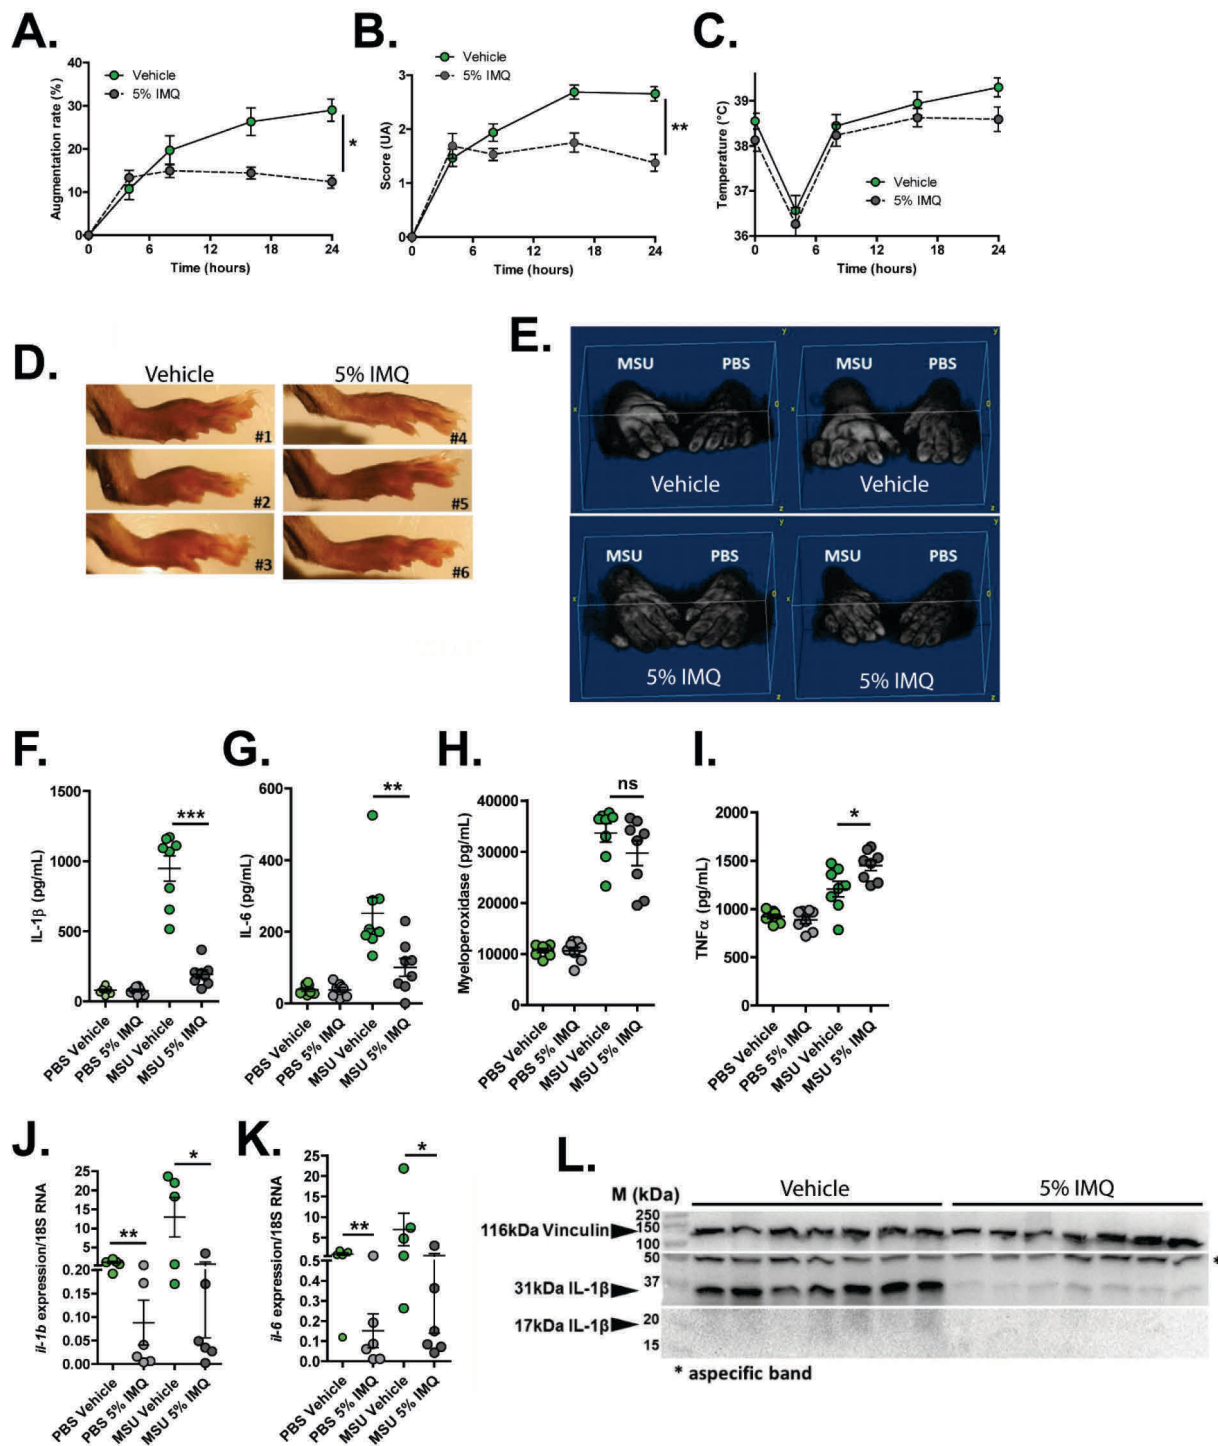 A.
Augmentation rate (%)
40
30
20
10
0
Vehicle
5% IMQ
*
0 6 12 18 24
Time (hours)
B.
Score (UA)
3
2
1
0
Vehicle
5% IMQ
**
0 6 12 18 24
Time (hours)
C.
Temperature (°C)
39
38
37
36
Vehicle
5% IMQ
0 6 12 18 24
Time (hours)
D.
Vehicle 5% IMQ
#1 #4
#2 #5
#3 #6
E.
y y
MSU PBS MSU PBS
x 0 x 0
Vehicle Vehicle
z z
y y
MSU PBS MSU PBS
x 0 x 0
5% IMQ 5% IMQ
z z
F.
IL-1β (pg/mL)
1500
1000
500
0
***
PBS Vehicle
PBS 5% IMQ
MSU Vehicle
MSU 5% IMQ
G.
IL-6 (pg/mL)
600
400
200
0
**
PBS Vehicle
PBS 5% IMQ
MSU Vehicle
MSU 5% IMQ
H.
Myeloperoxidase (pg/mL)
40000
30000
20000
10000
0
ns
PBS Vehicle
PBS 5% IMQ
MSU Vehicle
MSU 5% IMQ
I.
TNFα (pg/mL)
2000
1500
1000
500
0
*
PBS Vehicle
PBS 5% IMQ
MSU Vehicle
MSU 5% IMQ
J.
il-1b expression/18S RNA
25
20
15
10
5
0.20
0.15
0.10
0.05
0.00
**
*
PBS Vehicle
PBS 5% IMQ
MSU Vehicle
MSU 5% IMQ
K.
il-6 expression/18S RNA
25
20
15
10
5
0.5
0.4
0.3
0.2
0.1
0.0
**
*
PBS Vehicle
PBS 5% IMQ
MSU Vehicle
MSU 5% IMQ
L.
M (kDa) Vehicle 5% IMQ
250
116kDa Vinculin 150
100
50 *
37
31kDa IL-1β
20
17kDa IL-1β
15
* aspecific band